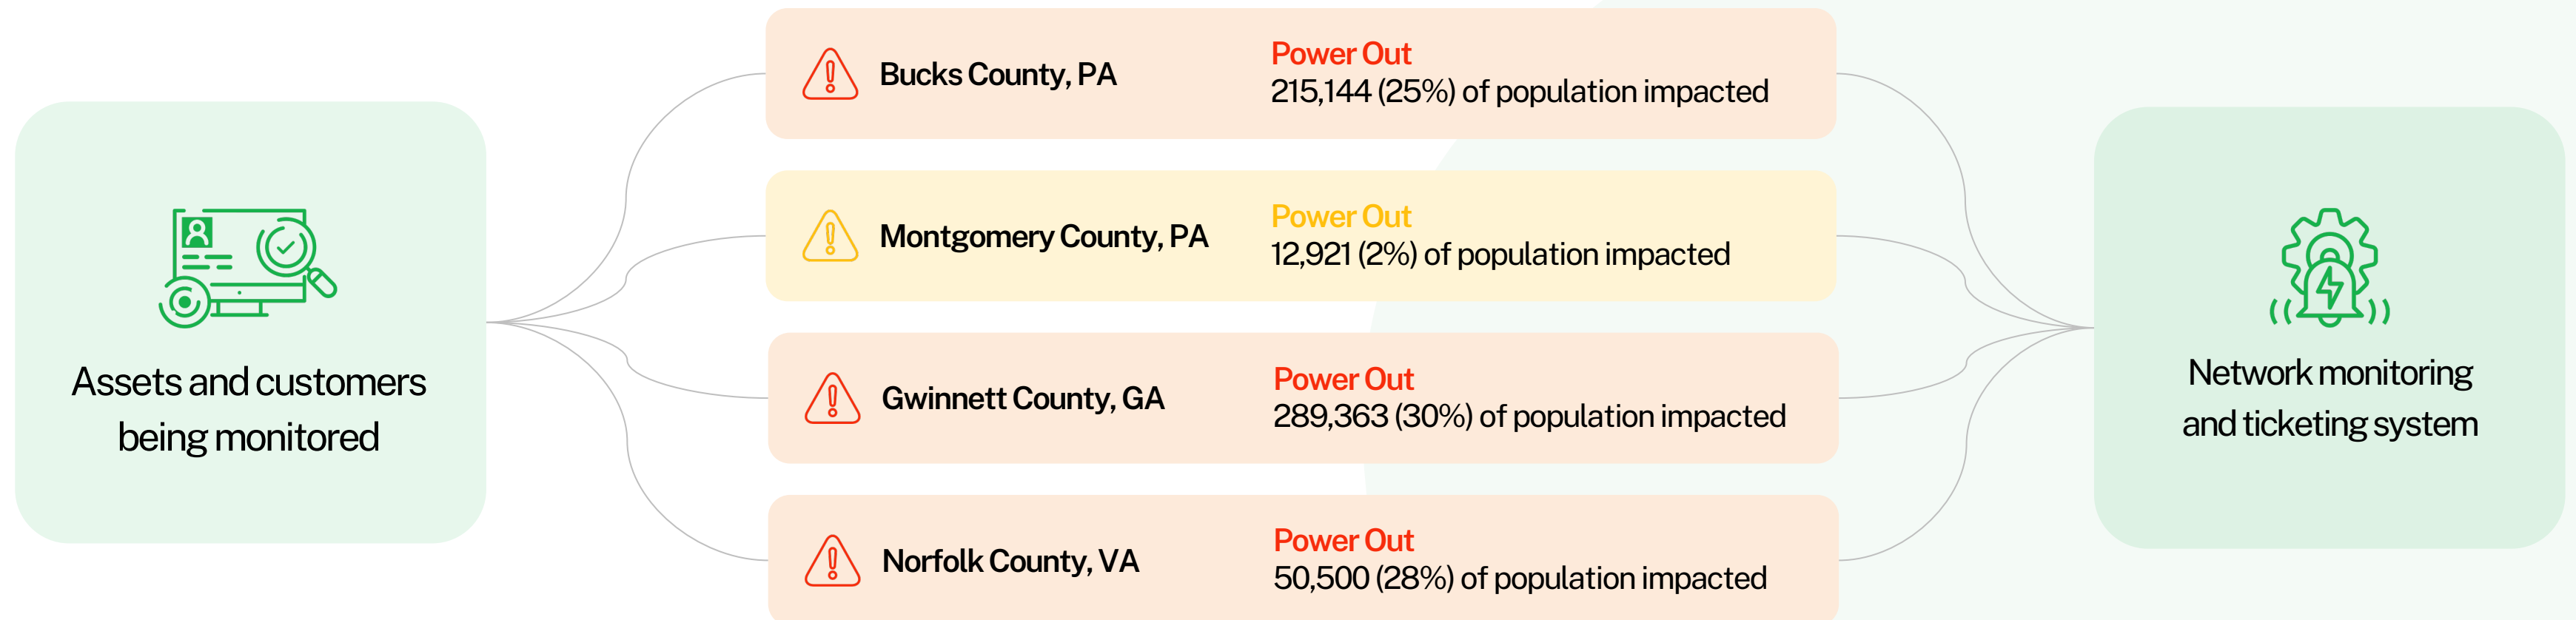 Assets and customers
being monitored
Bucks County, PA
Power Out
215,144 (25%) of population impacted
Montgomery County, PA
Power Out
12,921 (2%) of population impacted
Gwinnett County, GA
Power Out
289,363 (30%) of population impacted
Norfolk County, VA
Power Out
50,500 (28%) of population impacted
Network monitoring
and ticketing system